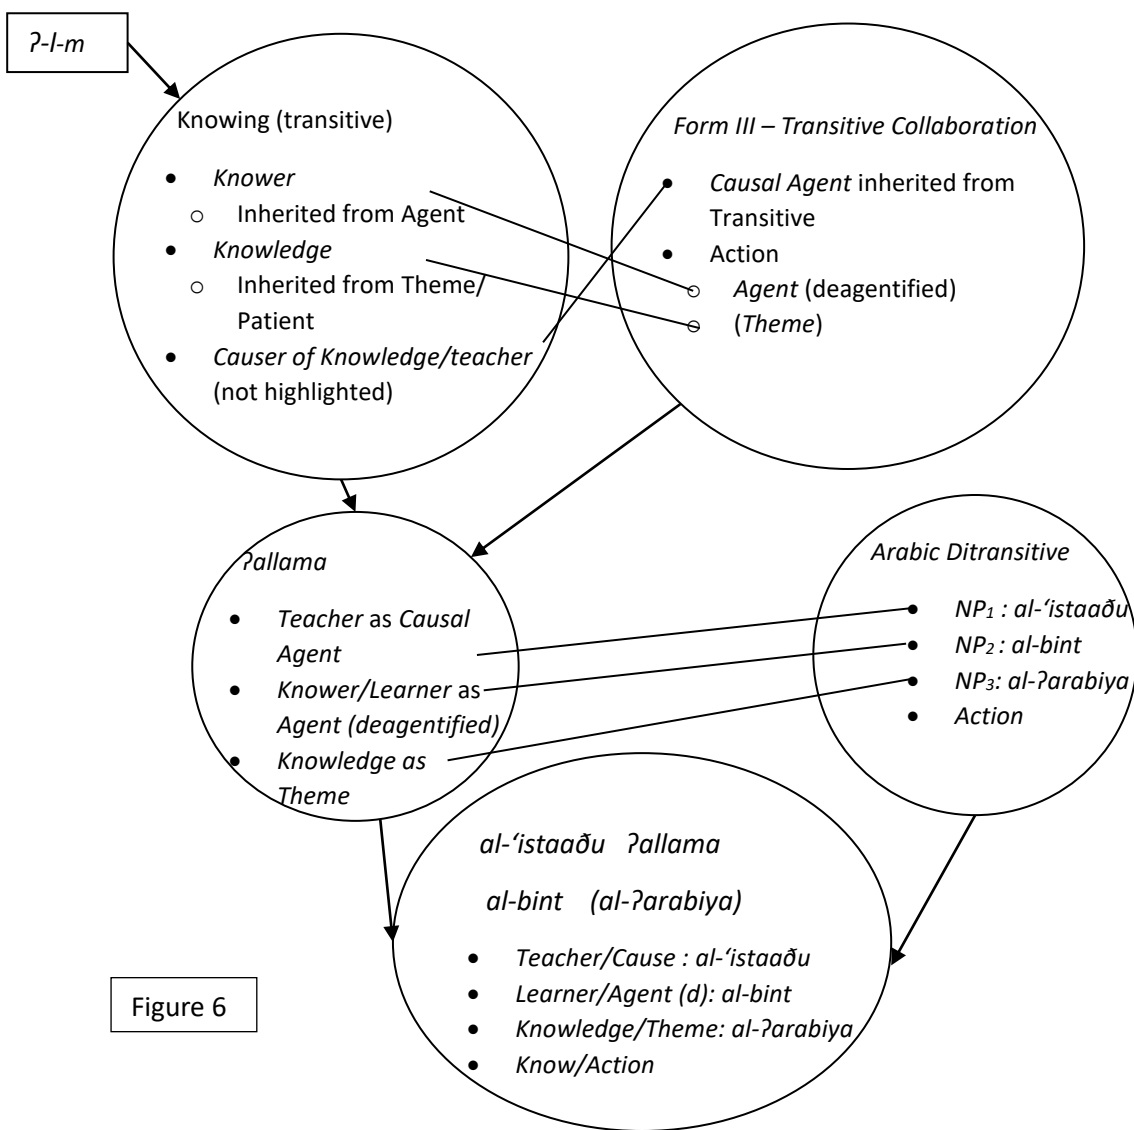 ʔ-l-m
Knowing (transitive)
• Knower
○ Inherited from Agent
• Knowledge
○ Inherited from Theme/
Patient
• Causer of Knowledge/teacher
(not highlighted)
Form III – Transitive Collaboration
• Causal Agent inherited from
Transitive
• Action
○ Agent (deagentified)
○ (Theme)
ʔallama
• Teacher as Causal
Agent
• Knower/Learner as
Agent (deagentified)
• Knowledge as
Theme
Arabic Ditransitive
• NP₁ : al-‘istaaðu
• NP₂ : al-bint
• NP₃: al-ʔarabiya
• Action
al-‘istaaðu ʔallama
al-bint (al-ʔarabiya)
• Teacher/Cause : al-‘istaaðu
• Learner/Agent (d): al-bint
• Knowledge/Theme: al-ʔarabiya
• Know/Action
Figure 6